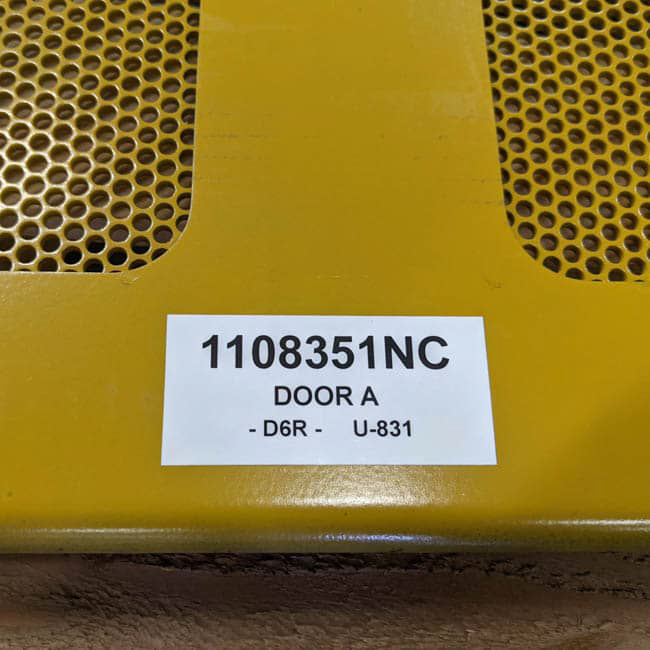 1108351NC
DOOR A
- D6R - U-831